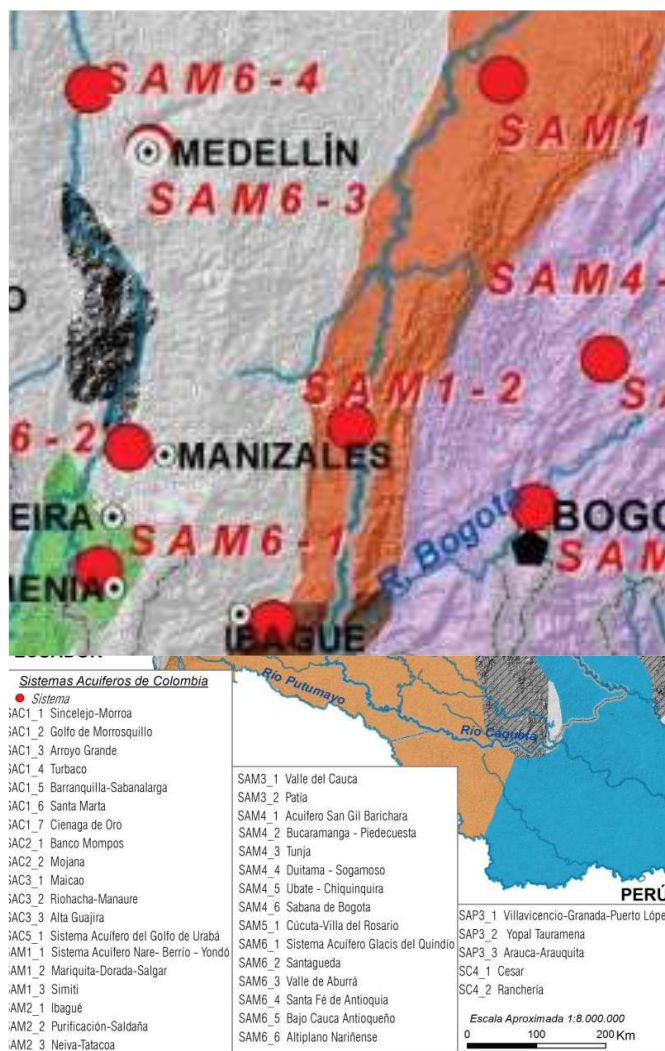 SAM6-4
MEDELLÍN
SAM6-3
SAM1
SAM4-
SAM1-2
6-2
MANIZALES
EIRA
SAM6-1
ENIA
R. Bogota
BOGO
SAM
IBAGUE
ECUADOR
Río Putumayo
Río Caquetá
PERÚ
Sistemas Acuíferos de Colombia
Sistema
SAC1_1 Sincelejo-Morroa
SAC1_2 Golfo de Morrosquillo
SAC1_3 Arroyo Grande
SAC1_4 Turbaco
SAC1_5 Barranquilla-Sabanalarga
SAC1_6 Santa Marta
SAC1_7 Cienaga de Oro
SAC2_1 Banco Mompos
SAC2_2 Mojana
SAC3_1 Maicao
SAC3_2 Riohacha-Manaure
SAC3_3 Alta Guajira
SAC5_1 Sistema Acuífero del Golfo de Urabá
SAM1_1 Sistema Acuífero Nare- Berrio - Yondó
SAM1_2 Mariquita-Dorada-Salgar
SAM1_3 Simiti
SAM2_1 Ibagué
SAM2_2 Purificación-Saldaña
SAM2_3 Neiva-Tatacoa
SAM3_1 Valle del Cauca
SAM3_2 Patía
SAM4_1 Acuifero San Gil Barichara
SAM4_2 Bucaramanga - Piedecuesta
SAM4_3 Tunja
SAM4_4 Duitama - Sogamoso
SAM4_5 Ubate - Chiquinquira
SAM4_6 Sabana de Bogota
SAM5_1 Cúcuta-Villa del Rosario
SAM6_1 Sistema Acuífero Glacis del Quindío
SAM6_2 Santagueda
SAM6_3 Valle de Aburrá
SAM6_4 Santa Fé de Antioquia
SAM6_5 Bajo Cauca Antioqueño
SAM6_6 Altiplano Nariñense
SAP3_1 Villavicencio-Granada-Puerto Lópe
SAP3_2 Yopal Tauramena
SAP3_3 Arauca-Arauquita
SC4_1 Cesar
SC4_2 Ranchería
Escala Aproximada 1:8.000.000
0 100 200 Km